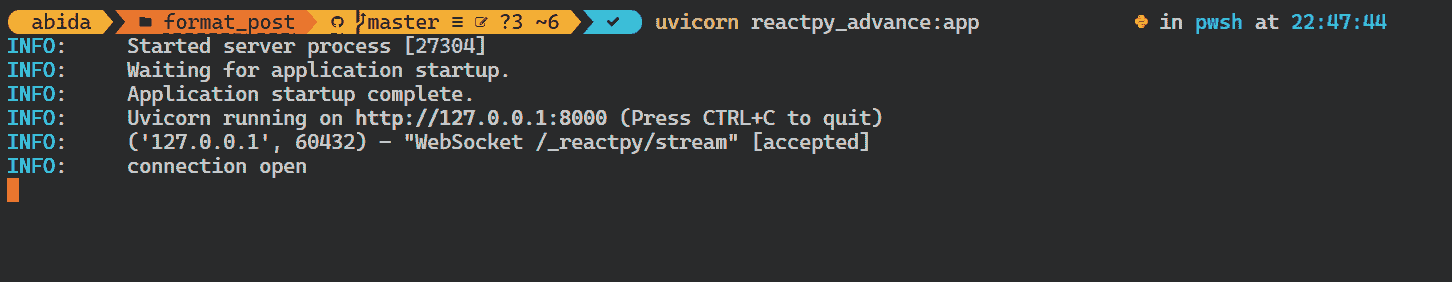 abida format_post master ≡ ?3 ~6 ✓ uvicorn reactpy_advance:app in pwsh at 22:47:44
INFO: Started server process [27304]
INFO: Waiting for application startup.
INFO: Application startup complete.
INFO: Uvicorn running on http://127.0.0.1:8000 (Press CTRL+C to quit)
INFO: ('127.0.0.1', 60432) - "WebSocket /_reactpy/stream" [accepted]
INFO: connection open